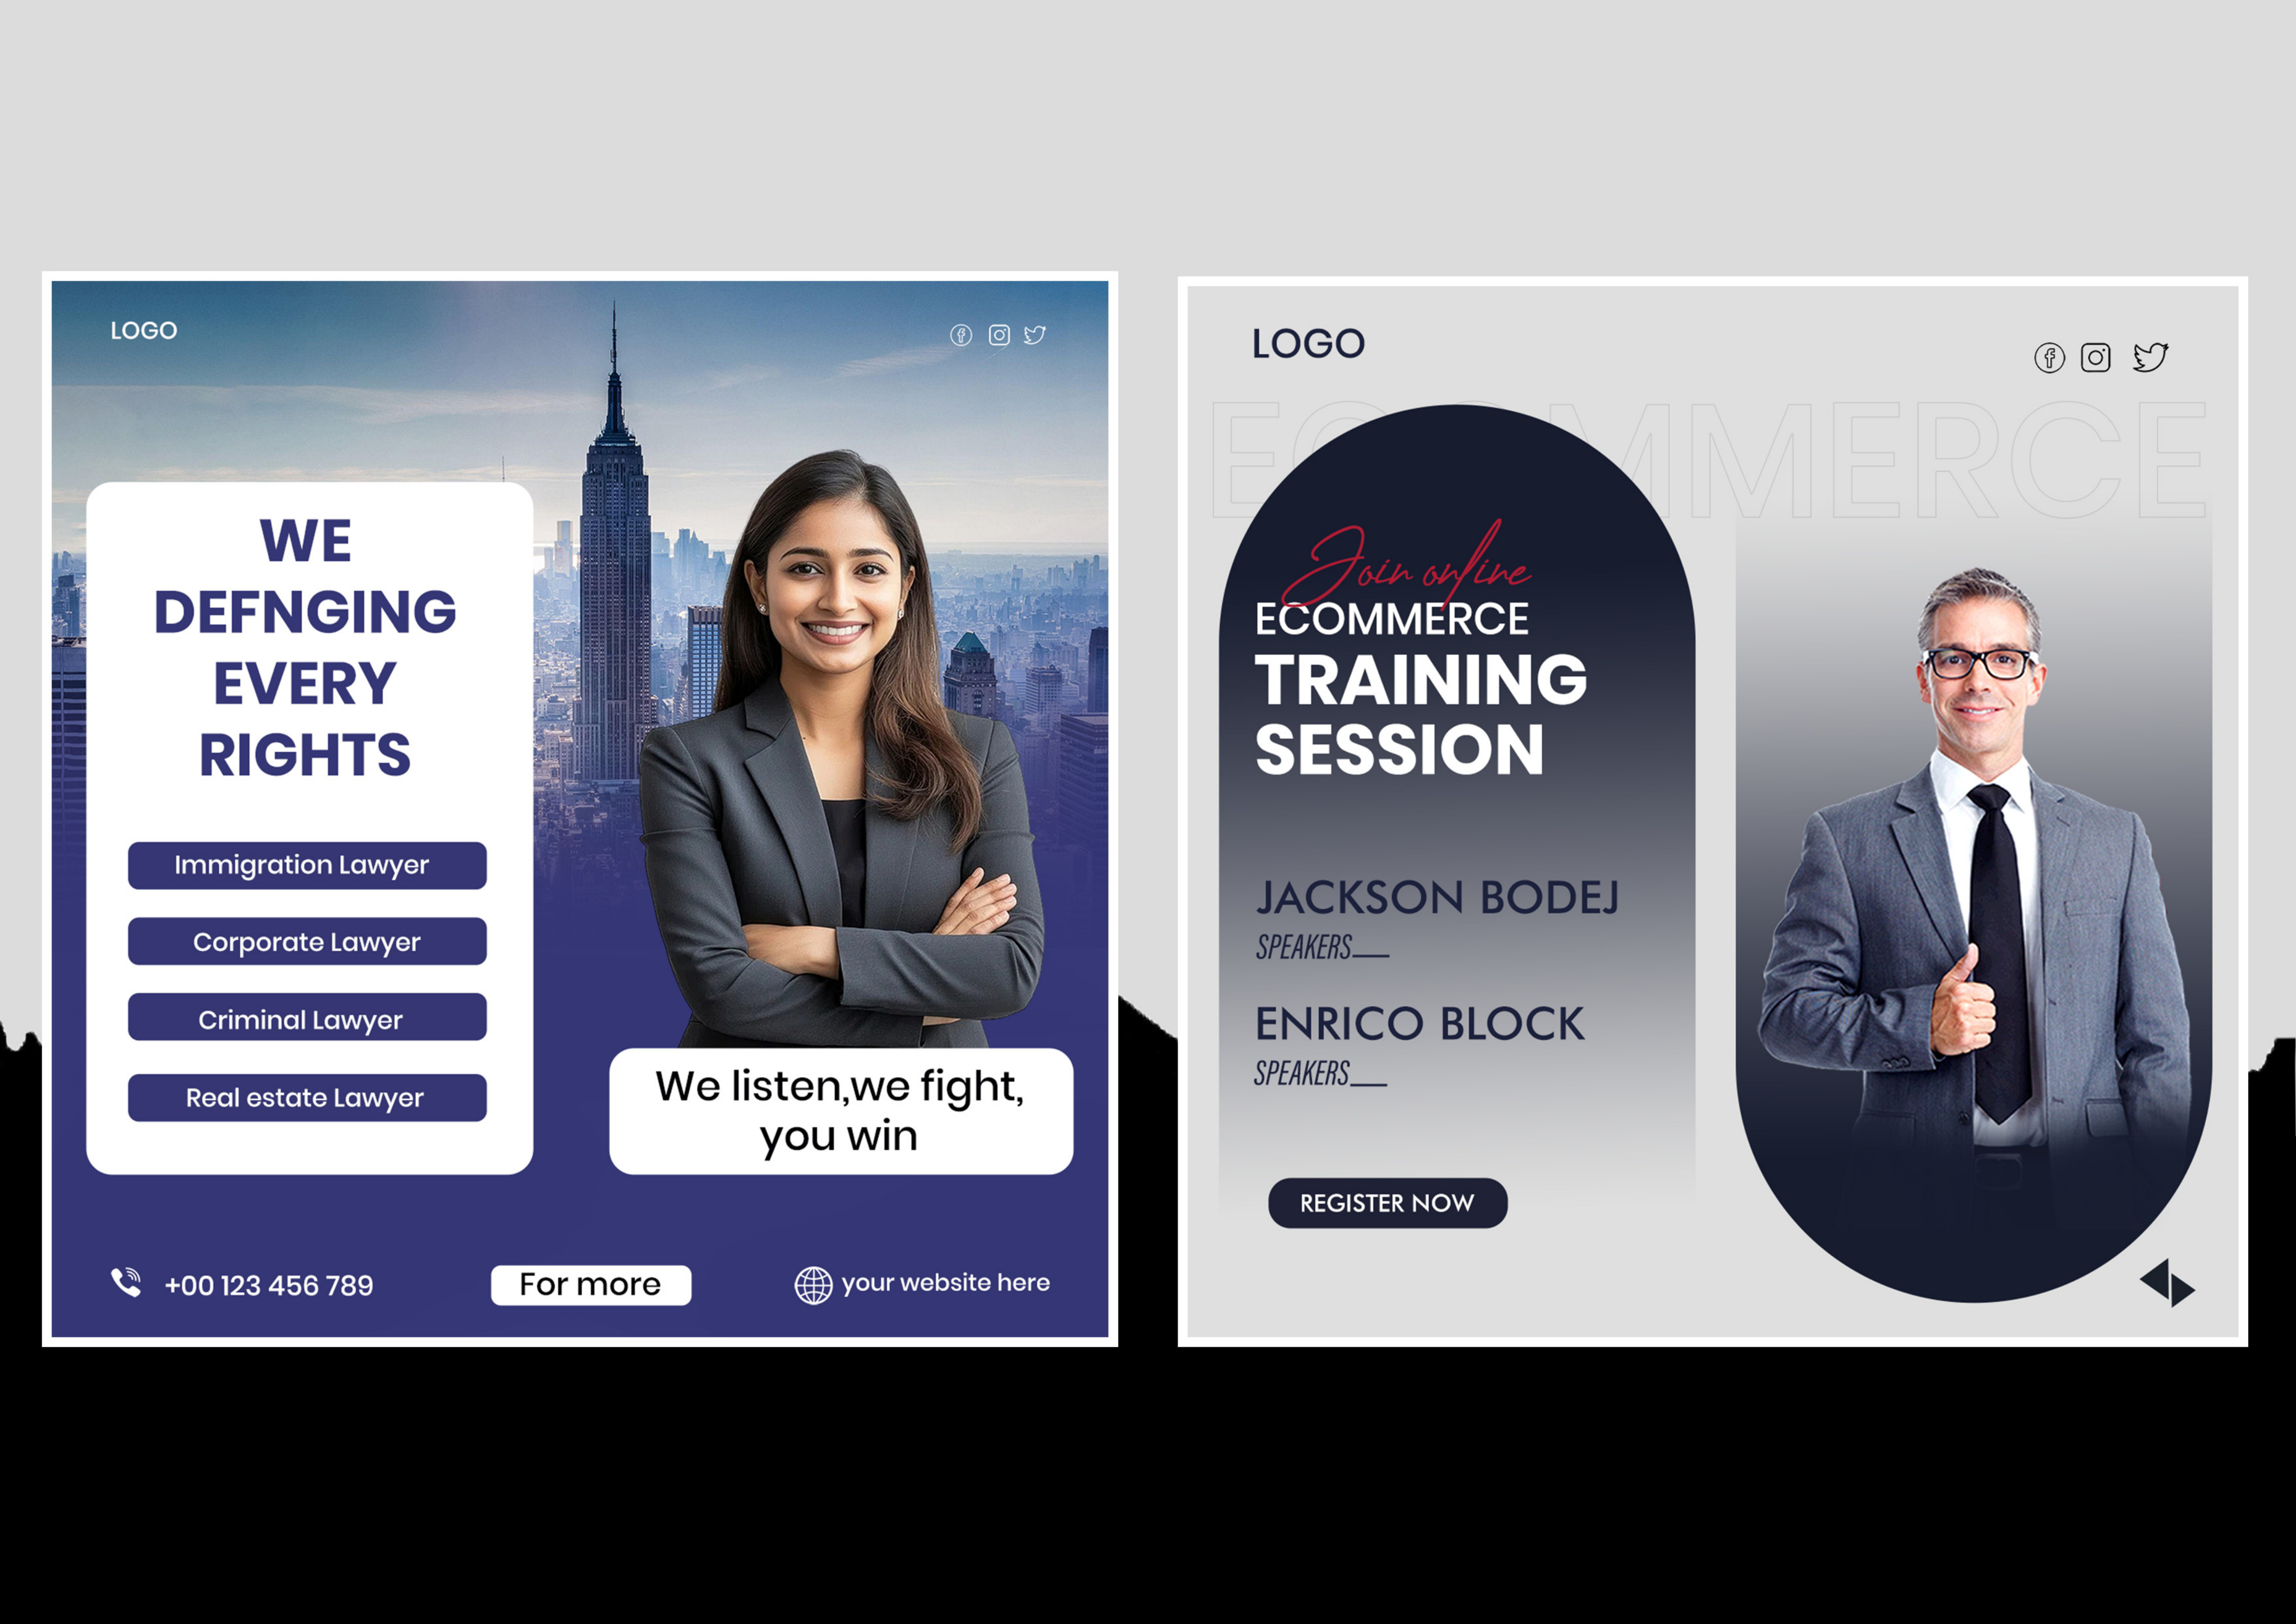 LOGO
WE
DEFNGING
EVERY
RIGHTS
Immigration Lawyer
Corporate Lawyer
Criminal Lawyer
Real estate Lawyer
We listen,we fight,
you win
+00 123 456 789
For more
your website here
LOGO
ECOMMERCE
Join online
ECOMMERCE
TRAINING
SESSION
JACKSON BODEJ
SPEAKERS__
ENRICO BLOCK
SPEAKERS__
REGISTER NOW